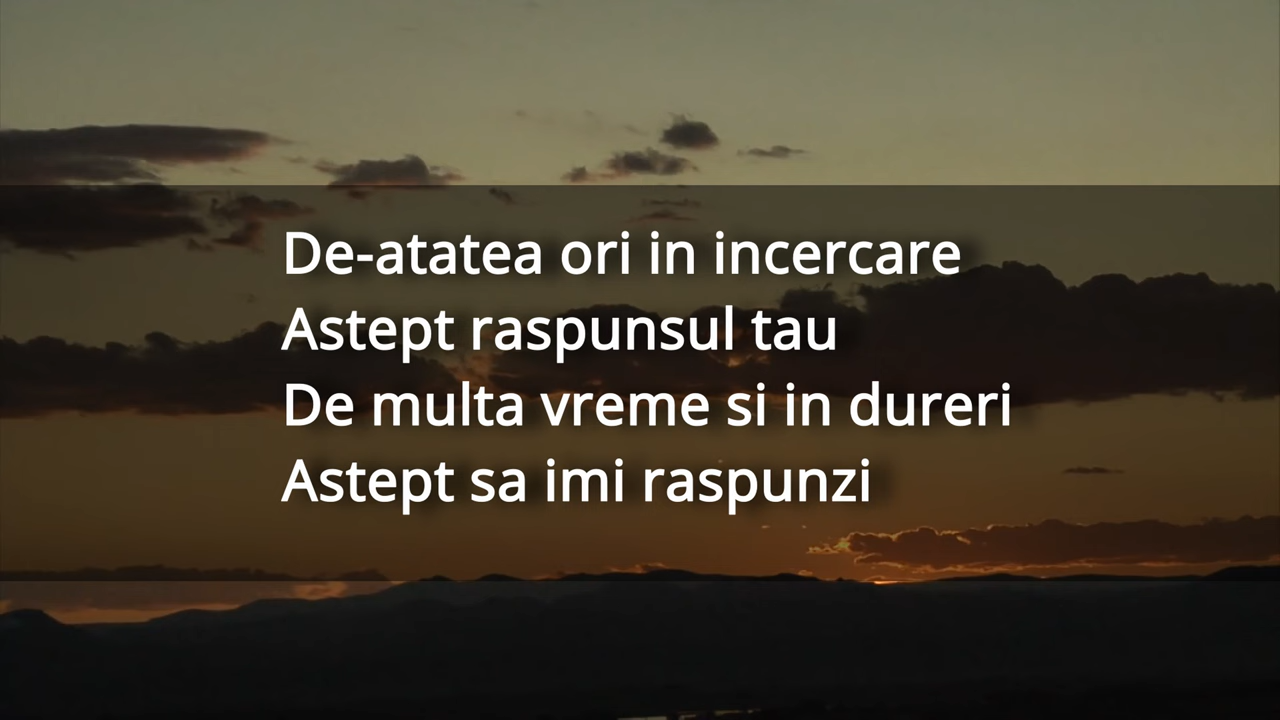 De-atatea ori in incercare
Astept raspunsul tau
De multa vreme si in dureri
Astept sa imi raspunzi